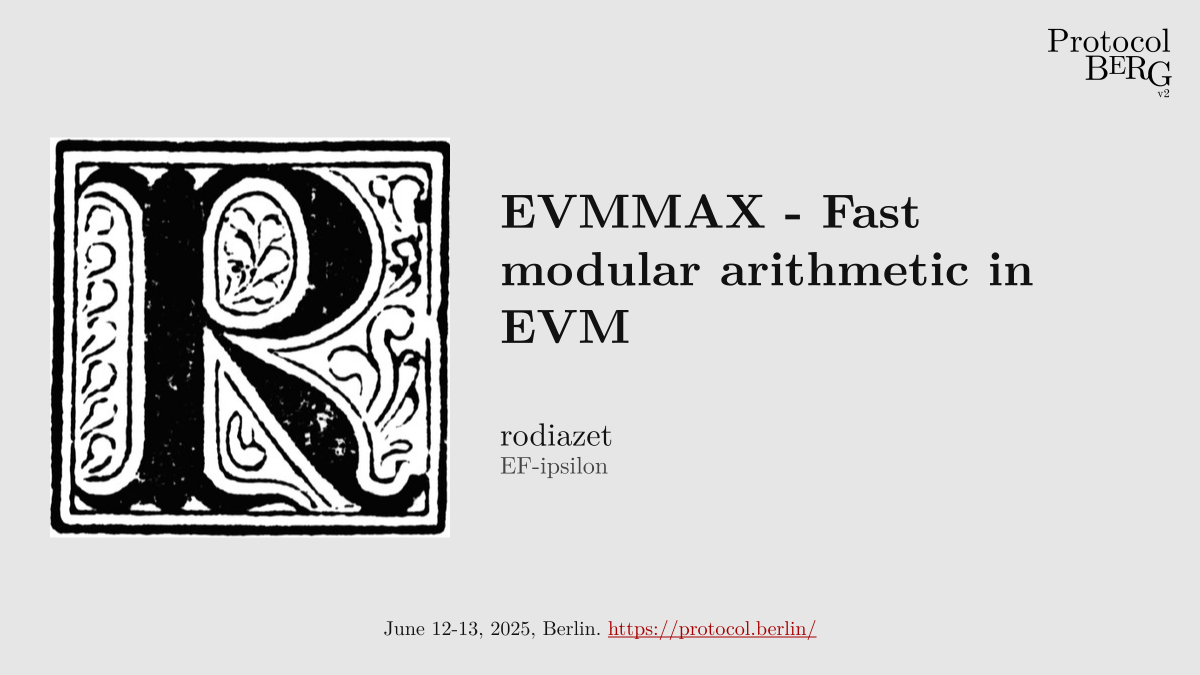 Protocol
BERG
v2
R
EVMMAX - Fast
modular arithmetic in
EVM
rodiazet
EF-ipsilon
June 12-13, 2025, Berlin. https://protocol.berlin/